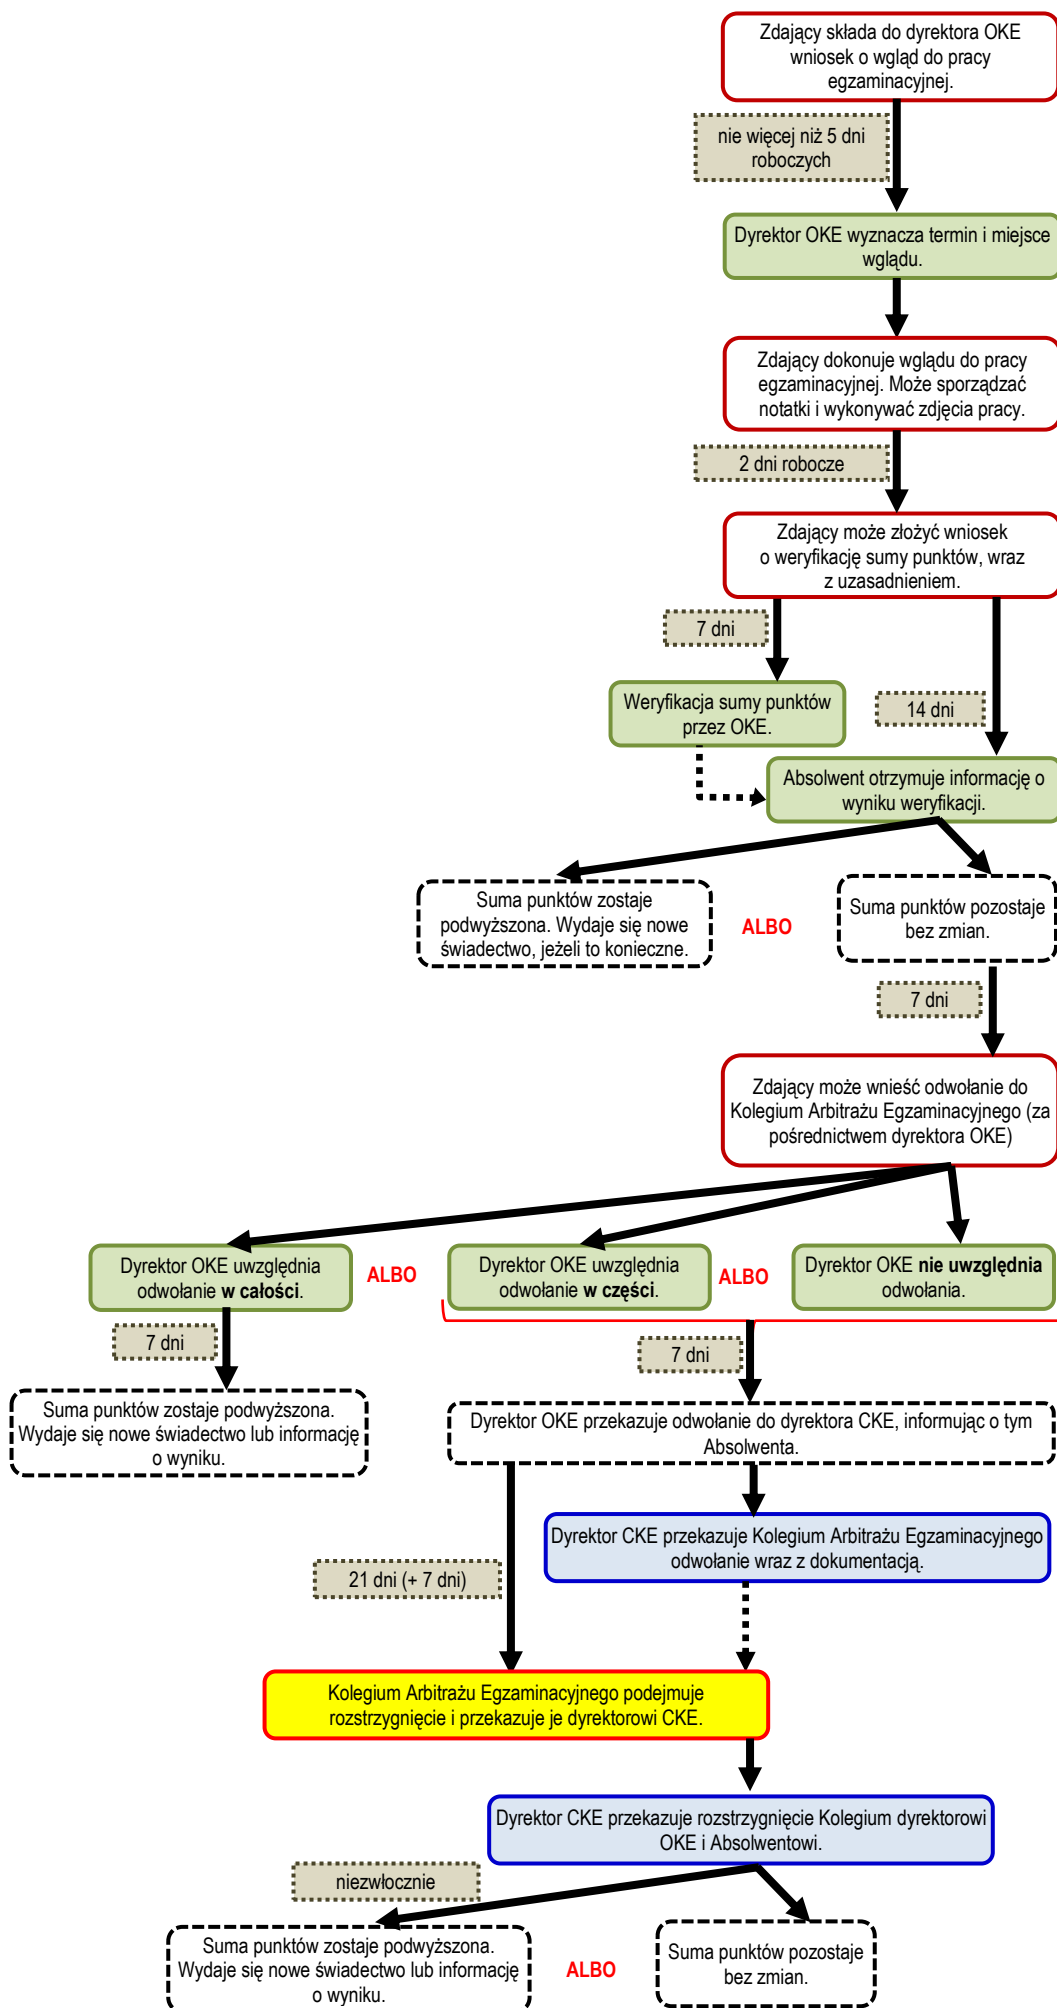 Zdający składa do dyrektora OKE
wniosek o wgląd do pracy
egzaminacyjnej.
nie więcej niż 5 dni
roboczych
Dyrektor OKE wyznacza termin i miejsce
wglądu.
Zdający dokonuje wglądu do pracy
egzaminacyjnej. Może sporządzać
notatki i wykonywać zdjęcia pracy.
2 dni robocze
Zdający może złożyć wniosek
o weryfikację sumy punktów, wraz
z uzasadnieniem.
7 dni
Weryfikacja sumy punktów
przez OKE.
14 dni
Absolwent otrzymuje informację o
wyniku weryfikacji.
Suma punktów zostaje
podwyższona. Wydaje się nowe
świadectwo, jeżeli to konieczne.
ALBO
Suma punktów pozostaje
bez zmian.
7 dni
Zdający może wnieść odwołanie do
Kolegium Arbitrażu Egzaminacyjnego (za
pośrednictwem dyrektora OKE)
Dyrektor OKE uwzględnia
odwołanie w całości.
ALBO
Dyrektor OKE uwzględnia
odwołanie w części.
ALBO
Dyrektor OKE nie uwzględnia
odwołania.
7 dni
7 dni
Suma punktów zostaje podwyższona.
Wydaje się nowe świadectwo lub informację
o wyniku.
Dyrektor OKE przekazuje odwołanie do dyrektora CKE, informując o tym
Absolwenta.
Dyrektor CKE przekazuje Kolegium Arbitrażu Egzaminacyjnego
odwołanie wraz z dokumentacją.
21 dni (+ 7 dni)
Kolegium Arbitrażu Egzaminacyjnego podejmuje
rozstrzygnięcie i przekazuje je dyrektorowi CKE.
Dyrektor CKE przekazuje rozstrzygnięcie Kolegium dyrektorowi
OKE i Absolwentowi.
niezwłocznie
Suma punktów zostaje podwyższona.
Wydaje się nowe świadectwo lub informację
o wyniku.
ALBO
Suma punktów pozostaje
bez zmian.